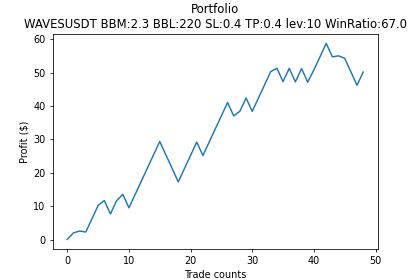 Portfolio
WAVESUSDT BBM:2.3 BBL:220 SL:0.4 TP:0.4 lev:10 WinRatio:67.0
60
50
40
30
20
10
0
Profit ($)
0 10 20 30 40 50
Trade counts